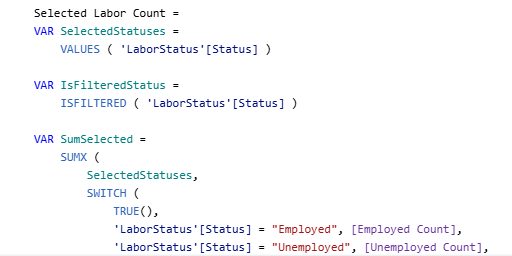 Selected Labor Count =
VAR SelectedStatuses =
    VALUES ( 'LaborStatus'[Status] )

VAR IsFilteredStatus =
    ISFILTERED ( 'LaborStatus'[Status] )

VAR SumSelected =
    SUMX (
        SelectedStatuses,
        SWITCH (
            TRUE(),
            'LaborStatus'[Status] = "Employed", [Employed Count],
            'LaborStatus'[Status] = "Unemployed", [Unemployed Count],